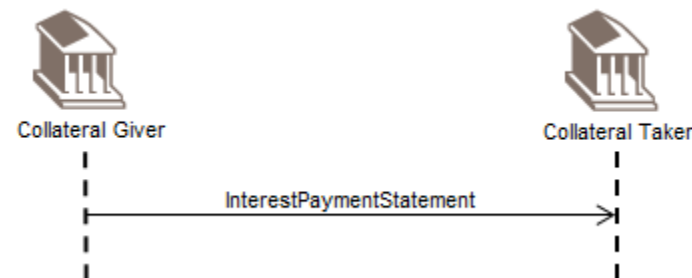 Collateral Giver
Collateral Taker
InterestPaymentStatement